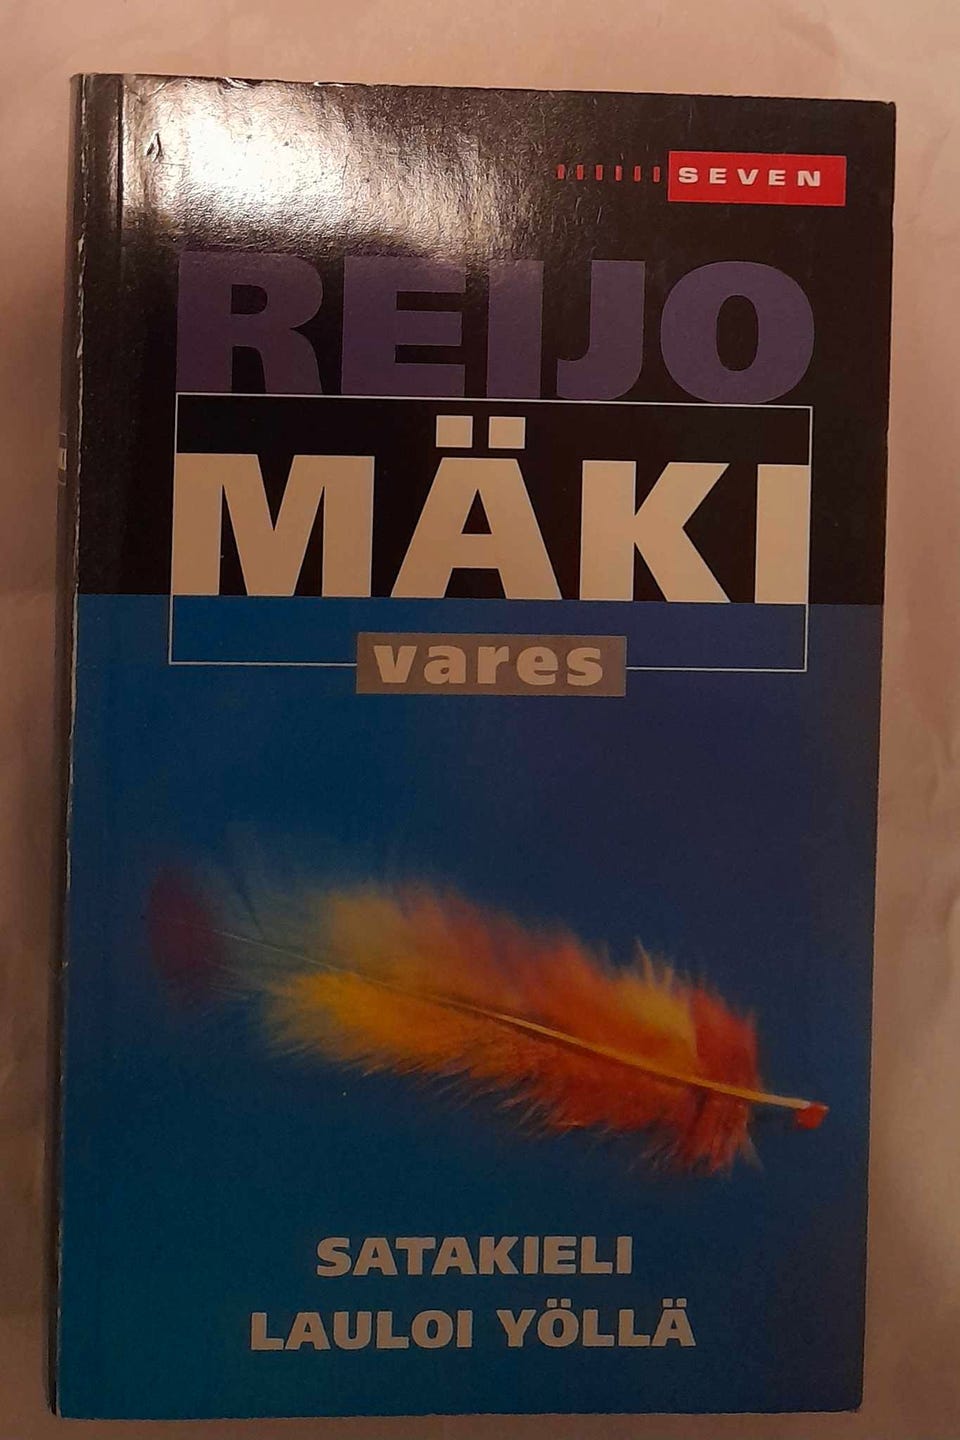 SEVEN
REIJO
MÄKI
vares
SATAKIELI
LAULOI YÖLLÄ